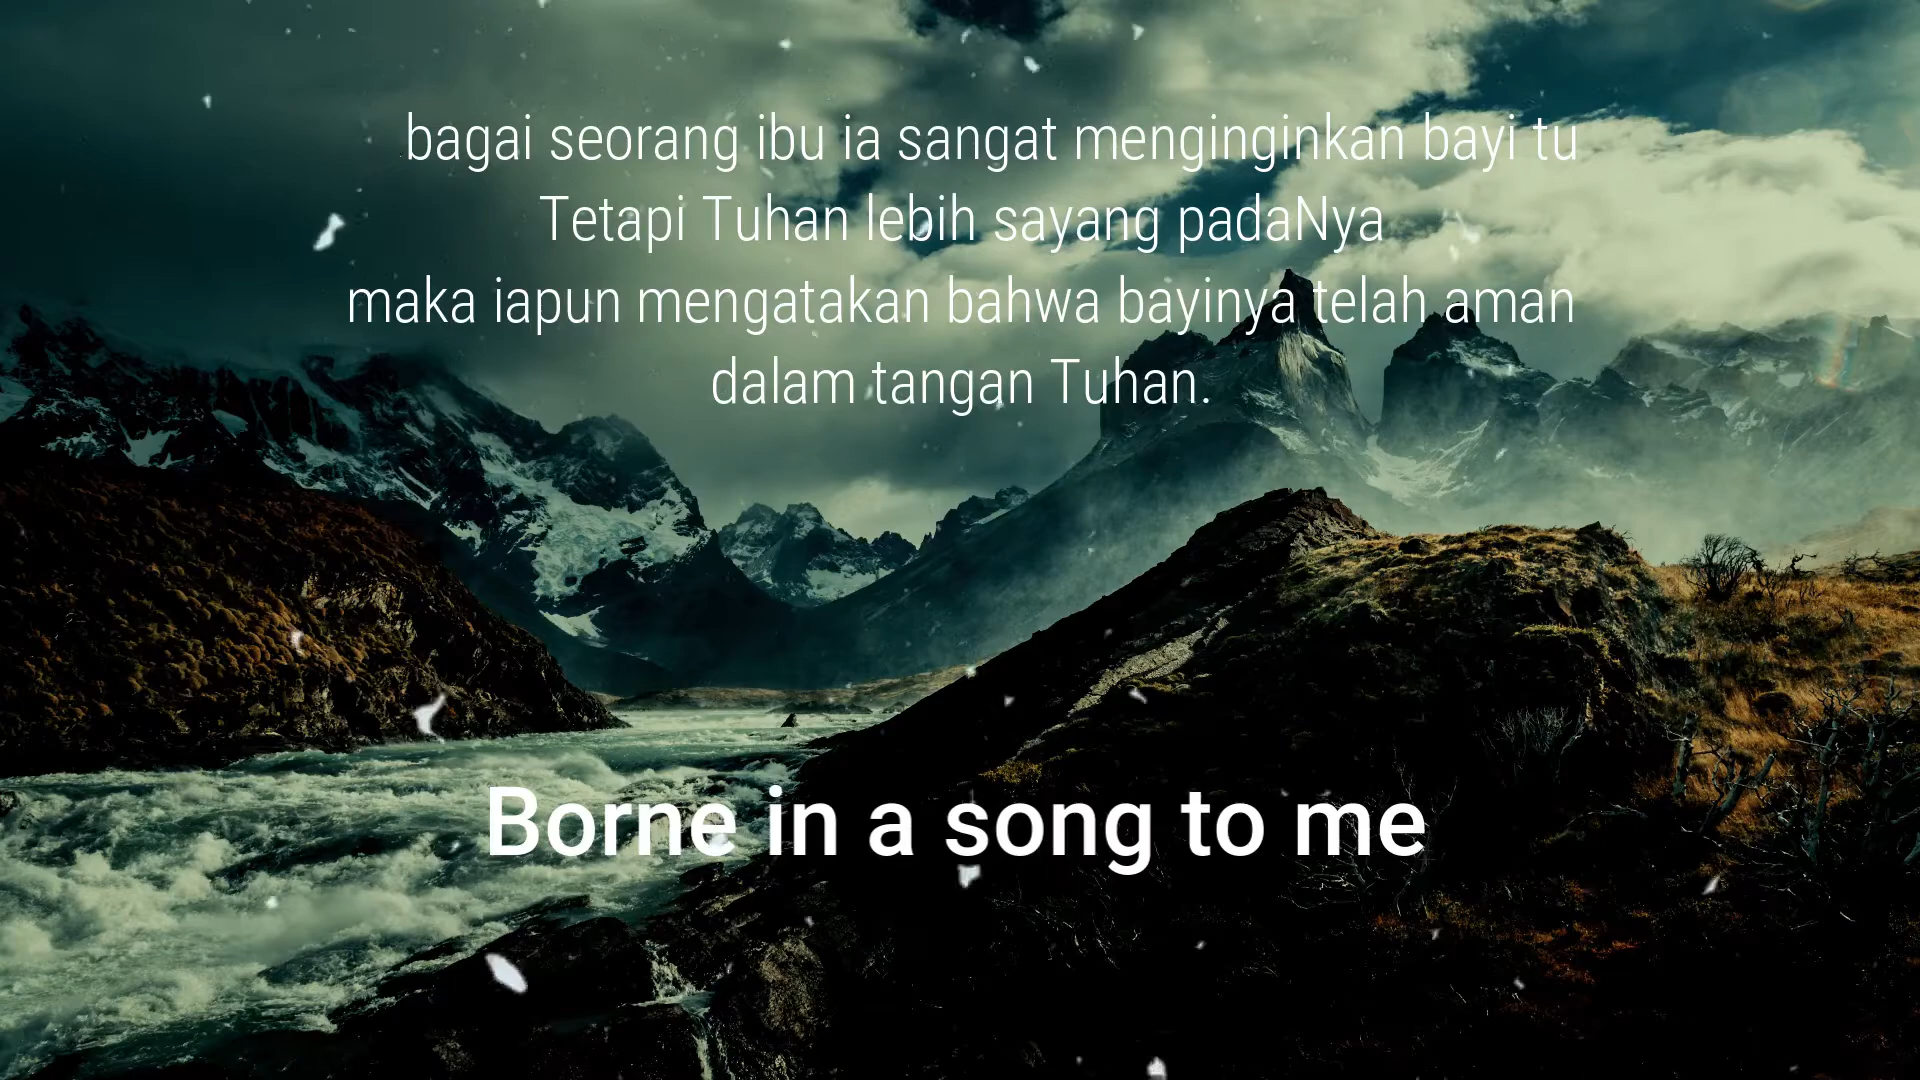 bagai seorang ibu ia sangat menginginkan bayi tu
Tetapi Tuhan lebih sayang padaNya
maka iapun mengatakan bahwa bayinya telah aman
dalam tangan Tuhan.
Borne in a song to me